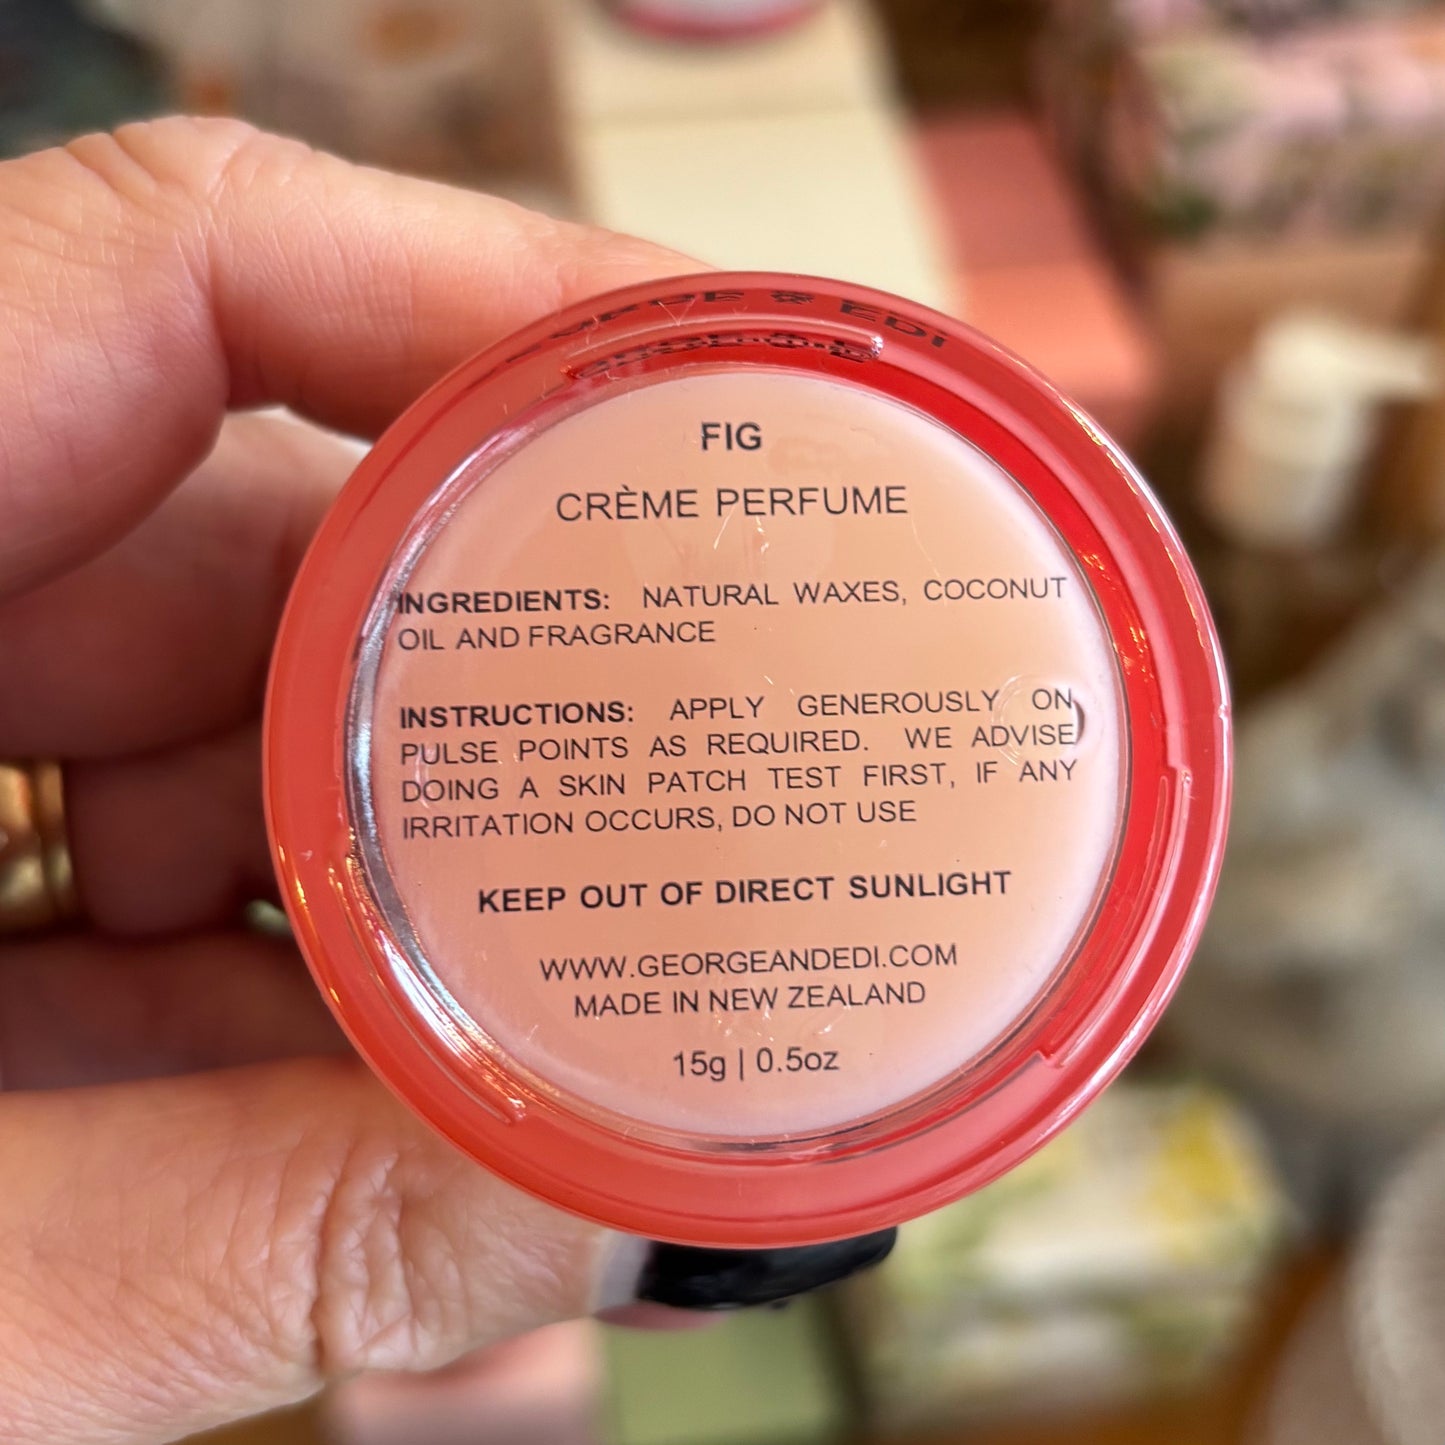 EDI
FIG
CRÈME PERFUME
INGREDIENTS: NATURAL WAXES, COCONUT
OIL AND FRAGRANCE
INSTRUCTIONS: APPLY GENEROUSLY ON
PULSE POINTS AS REQUIRED. WE ADVISE
DOING A SKIN PATCH TEST FIRST, IF ANY
IRRITATION OCCURS, DO NOT USE
KEEP OUT OF DIRECT SUNLIGHT
WWW.GEORGEANDEDI.COM
MADE IN NEW ZEALAND
15g | 0.5oz